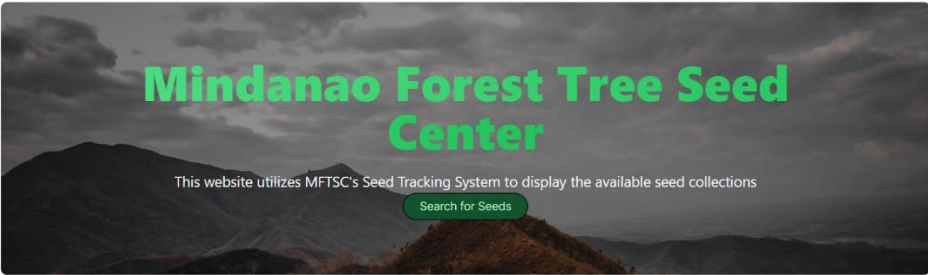 Mindanao Forest Tree Seed
Center
This website utilizes MFTSC's Seed Tracking System to display the available seed collections
Search for Seeds